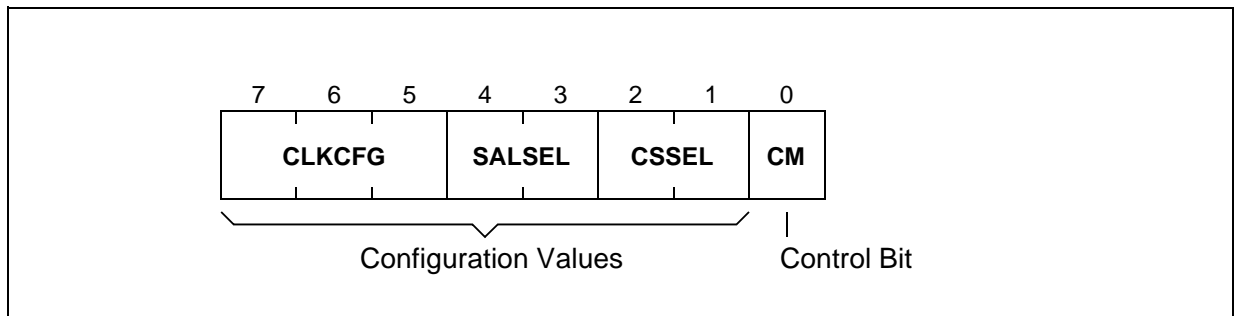 7 6 5 4 3 2 1 0
CLKCFG SALSEL CSSEL CM
Configuration Values Control Bit